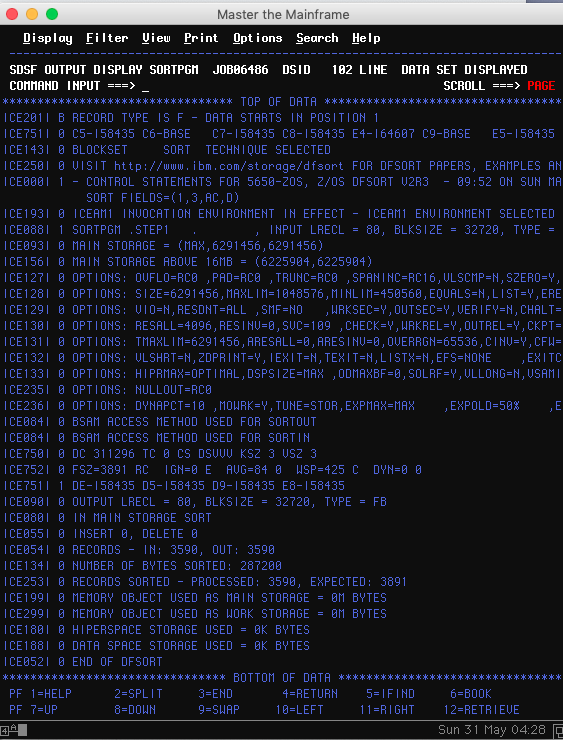 Master the Mainframe
Display Filter View Print Options Search Help
SDSF OUTPUT DISPLAY SORTPGM JOB06486 DSID 102 LINE DATA SET DISPLAYED
COMMAND INPUT ===> _ SCROLL ===> PAGE
********************************* TOP OF DATA **********************************
ICE201I B RECORD TYPE IS F - DATA STARTS IN POSITION 1
ICE751I 0 C5-I58435 C6-BASE C7-I58435 C8-I58435 E4-I64607 C9-BASE E5-I58435
ICE143I 0 BLOCKSET SORT TECHNIQUE SELECTED
ICE250I 0 VISIT http://www.ibm.com/storage/dfsort FOR DFSORT PAPERS, EXAMPLES AN
ICE000I 1 - CONTROL STATEMENTS FOR 5650-ZOS, Z/OS DFSORT V2R3 - 09:52 ON SUN MA
SORT FIELDS=(1,3,AC,D)
ICE193I 0 ICEAM1 INVOCATION ENVIRONMENT IN EFFECT - ICEAM1 ENVIRONMENT SELECTED
ICE088I 1 SORTPGM .STEP1 . , INPUT LRECL = 80, BLKSIZE = 32720, TYPE =
ICE093I 0 MAIN STORAGE = (MAX,6291456,6291456)
ICE156I 0 MAIN STORAGE ABOVE 16MB = (6225904,6225904)
ICE127I 0 OPTIONS: OVFLO=RC0 ,PAD=RC0 ,TRUNC=RC0 ,SPANINC=RC16,VLSCMP=N,SZERO=Y,
ICE128I 0 OPTIONS: SIZE=6291456,MAXLIM=1048576,MINLIM=450560,EQUALS=N,LIST=Y,ERE
ICE129I 0 OPTIONS: VIO=N,RESDNT=ALL ,SMF=NO ,WRKSEC=Y,OUTSEC=Y,VERIFY=N,CHALT=
ICE130I 0 OPTIONS: RESALL=4096,RESINV=0,SVC=109 ,CHECK=Y,WRKREL=Y,OUTREL=Y,CKPT=
ICE131I 0 OPTIONS: TMAXLIM=6291456,ARESALL=0,ARESINV=0,OVERRGN=65536,CINV=Y,CFW=
ICE132I 0 OPTIONS: VLSHRT=N,ZDPRINT=Y,IEXIT=N,TEXIT=N,LISTX=N,EFS=NONE ,EXITC
ICE133I 0 OPTIONS: HIPRMAX=OPTIMAL,DSPSIZE=MAX ,ODMAXBF=0,SOLRF=Y,VLLONG=N,VSAMI
ICE235I 0 OPTIONS: NULLOUT=RC0
ICE236I 0 OPTIONS: DYNAPCT=10 ,MOWRK=Y,TUNE=STOR,EXPMAX=MAX ,EXPOLD=50% ,E
ICE084I 0 BSAM ACCESS METHOD USED FOR SORTOUT
ICE084I 0 BSAM ACCESS METHOD USED FOR SORTIN
ICE750I 0 DC 311296 TC 0 CS DSVVV KSZ 3 VSZ 3
ICE752I 0 FSZ=3891 RC IGN=0 E AVG=84 0 WSP=425 C DYN=0 0
ICE751I 1 DE-I58435 D5-I58435 D9-I58435 E8-I58435
ICE090I 0 OUTPUT LRECL = 80, BLKSIZE = 32720, TYPE = FB
ICE080I 0 IN MAIN STORAGE SORT
ICE055I 0 INSERT 0, DELETE 0
ICE054I 0 RECORDS - IN: 3590, OUT: 3590
ICE134I 0 NUMBER OF BYTES SORTED: 287200
ICE253I 0 RECORDS SORTED - PROCESSED: 3590, EXPECTED: 3891
ICE199I 0 MEMORY OBJECT USED AS MAIN STORAGE = 0M BYTES
ICE299I 0 MEMORY OBJECT USED AS WORK STORAGE = 0M BYTES
ICE180I 0 HIPERSPACE STORAGE USED = 0K BYTES
ICE188I 0 DATA SPACE STORAGE USED = 0K BYTES
ICE052I 0 END OF DFSORT
******************************** BOTTOM OF DATA ********************************
PF 1=HELP 2=SPLIT 3=END 4=RETURN 5=IFIND 6=BOOK
PF 7=UP 8=DOWN 9=SWAP 10=LEFT 11=RIGHT 12=RETRIEVE
4A Sun 31 May 04:28